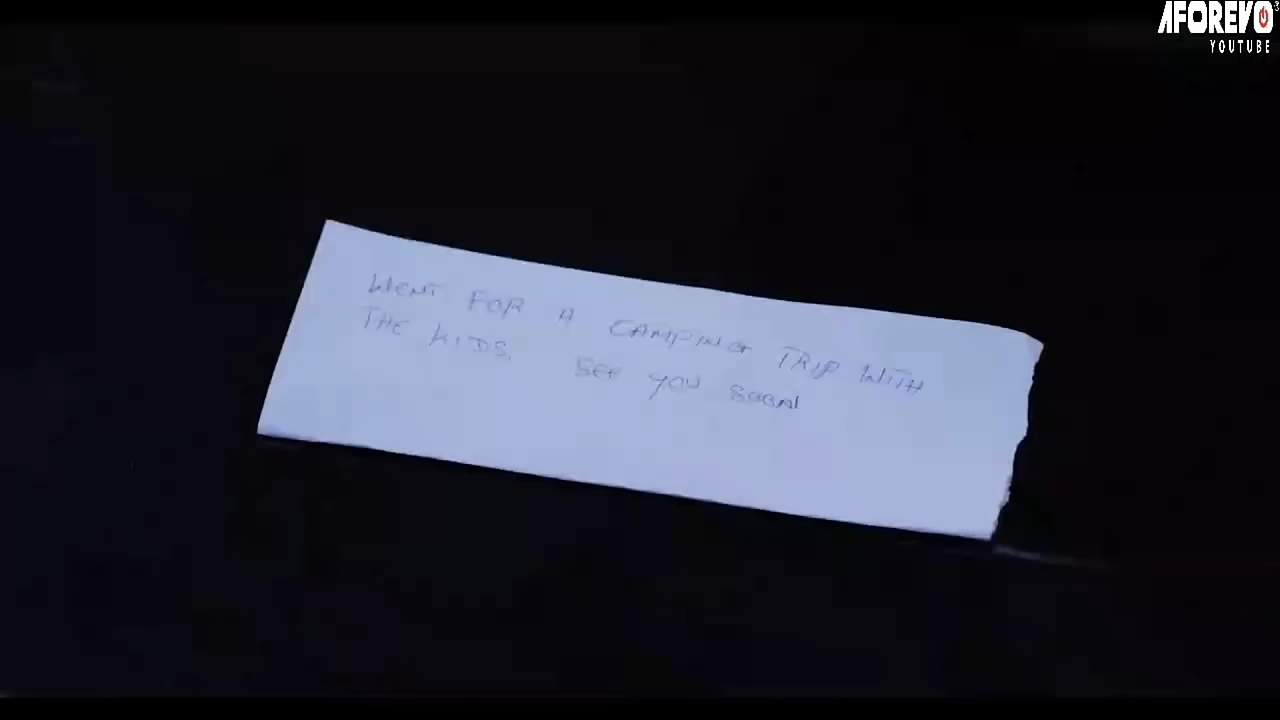 AFOREVO
YOUTUBE
WENT FOR A CAMPING TRIP WITH
THE KIDS. SEE YOU SOON